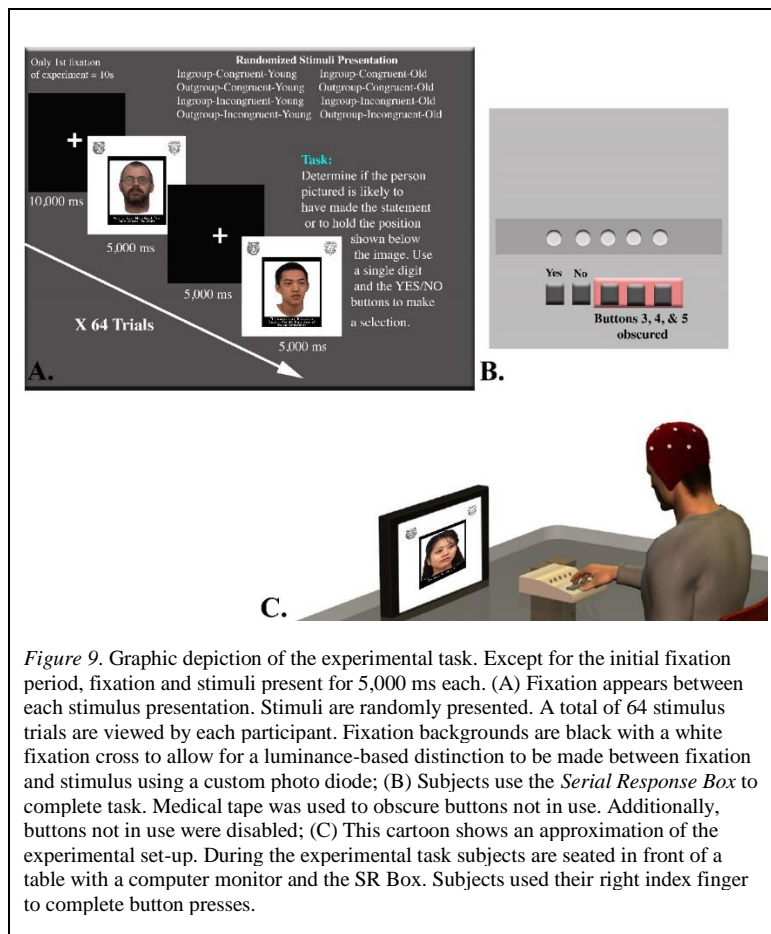 Only 1st fixation
of experiment = 10s
Randomized Stimuli Presentation
Ingroup-Congruent-Young Ingroup-Congruent-Old
Outgroup-Congruent-Young Outgroup-Congruent-Old
Ingroup-Incongruent-Young Ingroup-Incongruent-Old
Outgroup-Incongruent-Young Outgroup-Incongruent-Old
10,000 ms
5,000 ms
5,000 ms
5,000 ms
Task:
Determine if the person
pictured is likely to
have made the statement
or to hold the position
shown below
the image. Use
a single digit
and the YES/NO
buttons to make
a selection.
X 64 Trials
A.
Yes No
Buttons 3, 4, & 5
obscured
B.
C.
Figure 9. Graphic depiction of the experimental task. Except for the initial fixation
period, fixation and stimuli present for 5,000 ms each. (A) Fixation appears between
each stimulus presentation. Stimuli are randomly presented. A total of 64 stimulus
trials are viewed by each participant. Fixation backgrounds are black with a white
fixation cross to allow for a luminance-based distinction to be made between fixation
and stimulus using a custom photo diode; (B) Subjects use the Serial Response Box to
complete task. Medical tape was used to obscure buttons not in use. Additionally,
buttons not in use were disabled; (C) This cartoon shows an approximation of the
experimental set-up. During the experimental task subjects are seated in front of a
table with a computer monitor and the SR Box. Subjects used their right index finger
to complete button presses.